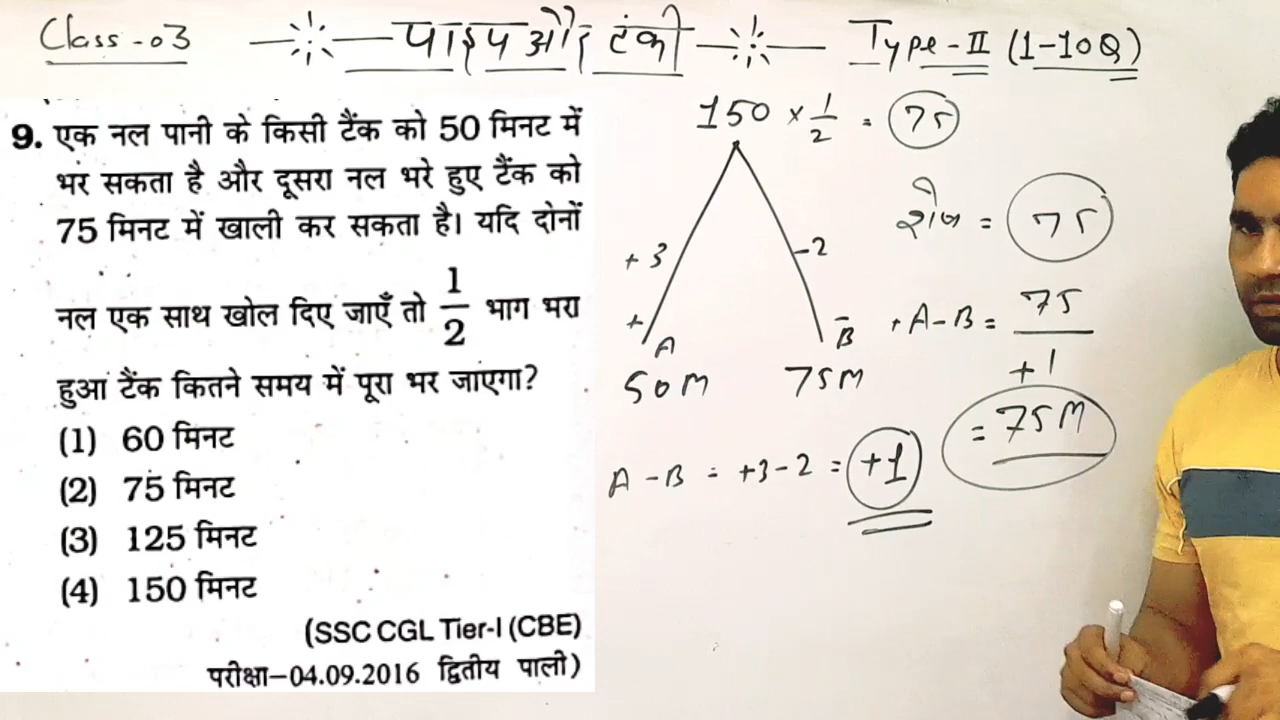 Class-03 पाइप और टंकी Type-II (1-10Q)
9. एक नल पानी के किसी टैंक को 50 मिनट में
भर सकता है और दूसरा नल भरे हुए टैंक को
75 मिनट में खाली कर सकता है। यदि दोनों
नल एक साथ खोल दिए जाएँ तो 1/2 भाग भरा
हुआ टैंक कितने समय में पूरा भर जाएगा?
(1) 60 मिनट
(2) 75 मिनट
(3) 125 मिनट
(4) 150 मिनट
(SSC CGL Tier-I (CBE)
परीक्षा-04.09.2016 द्वितीय पाली)
150 × 1/2 = 75
+3 -2
+ A - B
50M 75M
A - B = +3-2 = +1
शेष = 75
+A-B = 75/+1
= 75M